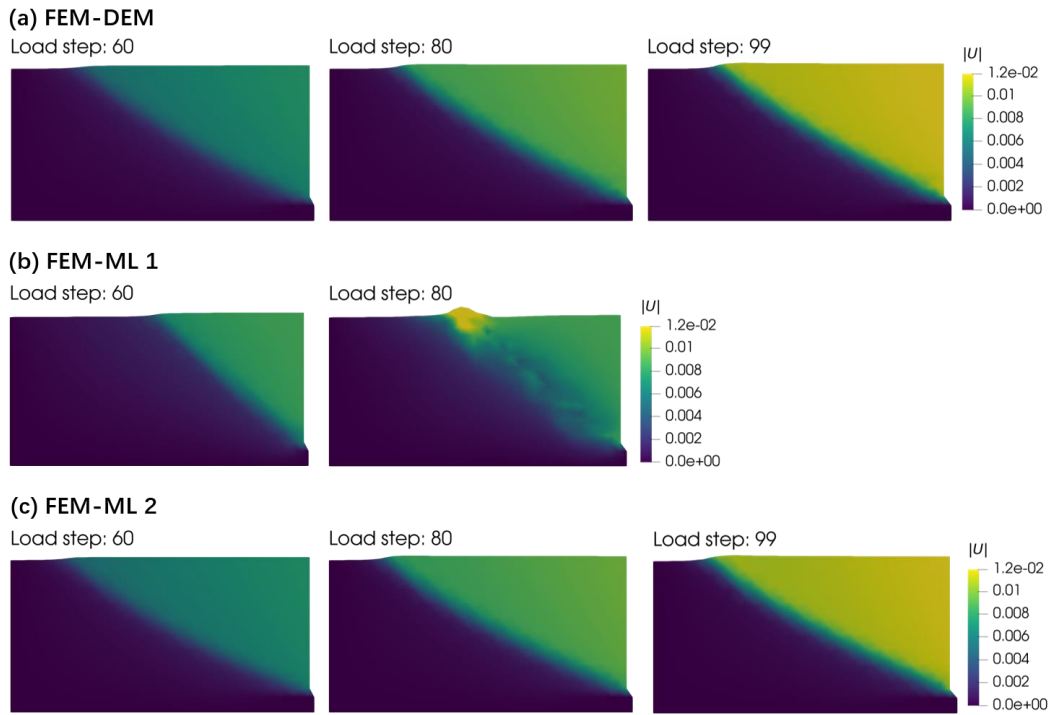 (a) FEM-DEM
Load step: 60
Load step: 80
Load step: 99
|U|
1.2e-02
0.01
0.008
0.006
0.004
0.002
0.0e+00
(b) FEM-ML 1
Load step: 60
Load step: 80
|U|
1.2e-02
0.01
0.008
0.006
0.004
0.002
0.0e+00
(c) FEM-ML 2
Load step: 60
Load step: 80
Load step: 99
|U|
1.2e-02
0.01
0.008
0.006
0.004
0.002
0.0e+00